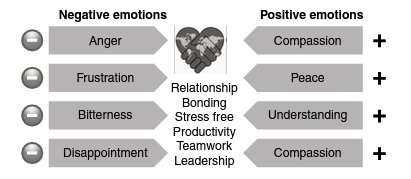 Negative emotions
Positive emotions
Anger
Compassion
Frustration
Peace
Bitterness
Understanding
Disappointment
Compassion
Relationship
Bonding
Stress free
Productivity
Teamwork
Leadership